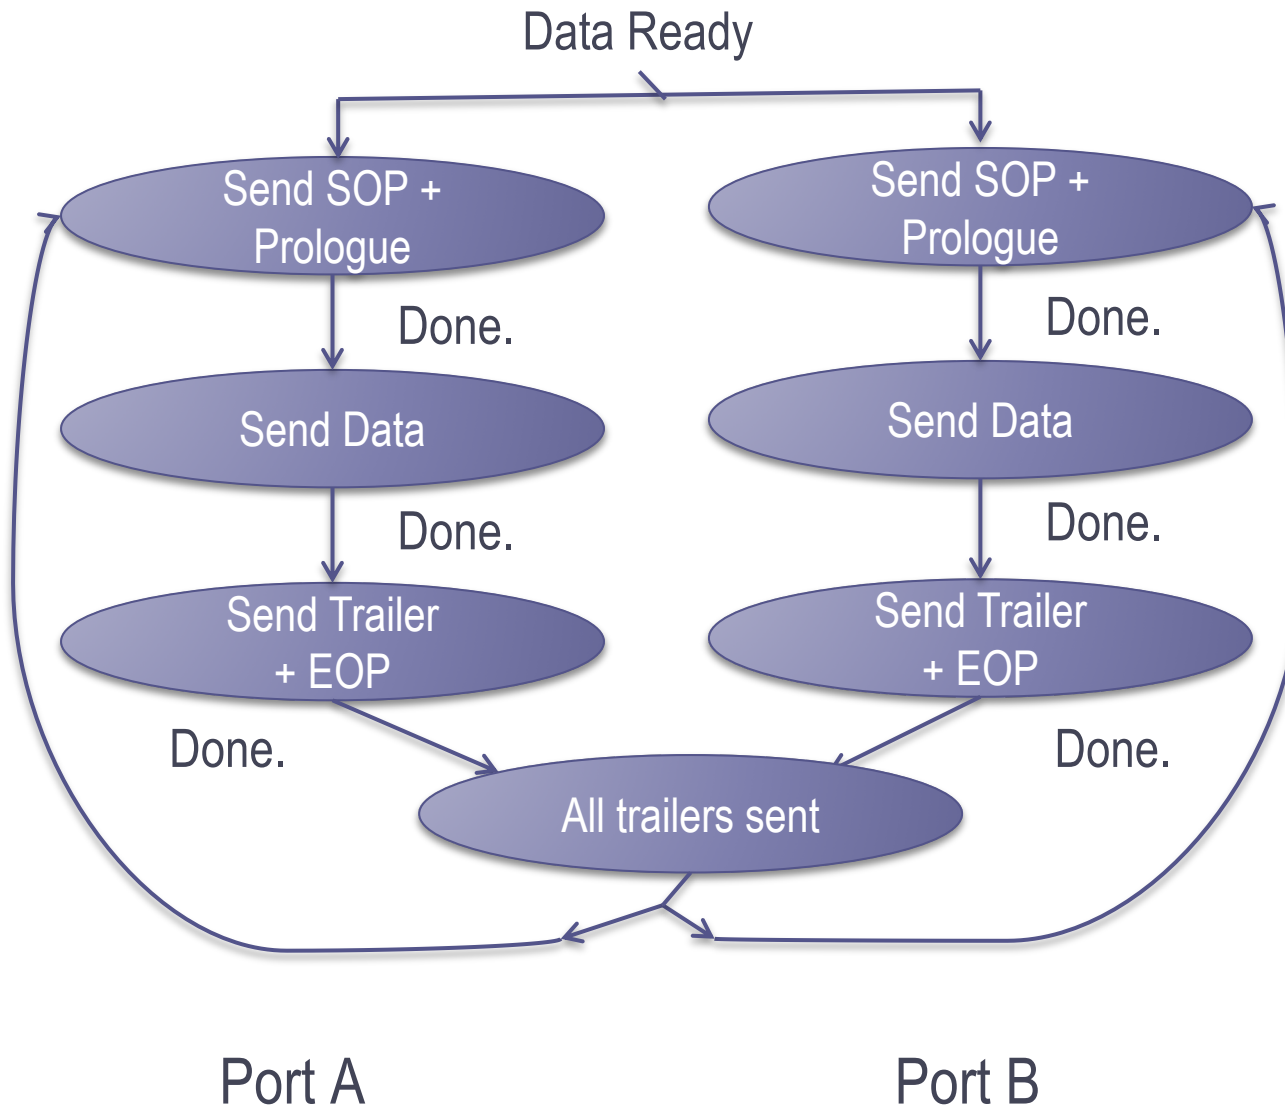 Data Ready
Send SOP +
Prologue
Send SOP +
Prologue
Done.
Done.
Send Data
Send Data
Done.
Done.
Send Trailer
+ EOP
Send Trailer
+ EOP
Done.
Done.
All trailers sent
Port A
Port B